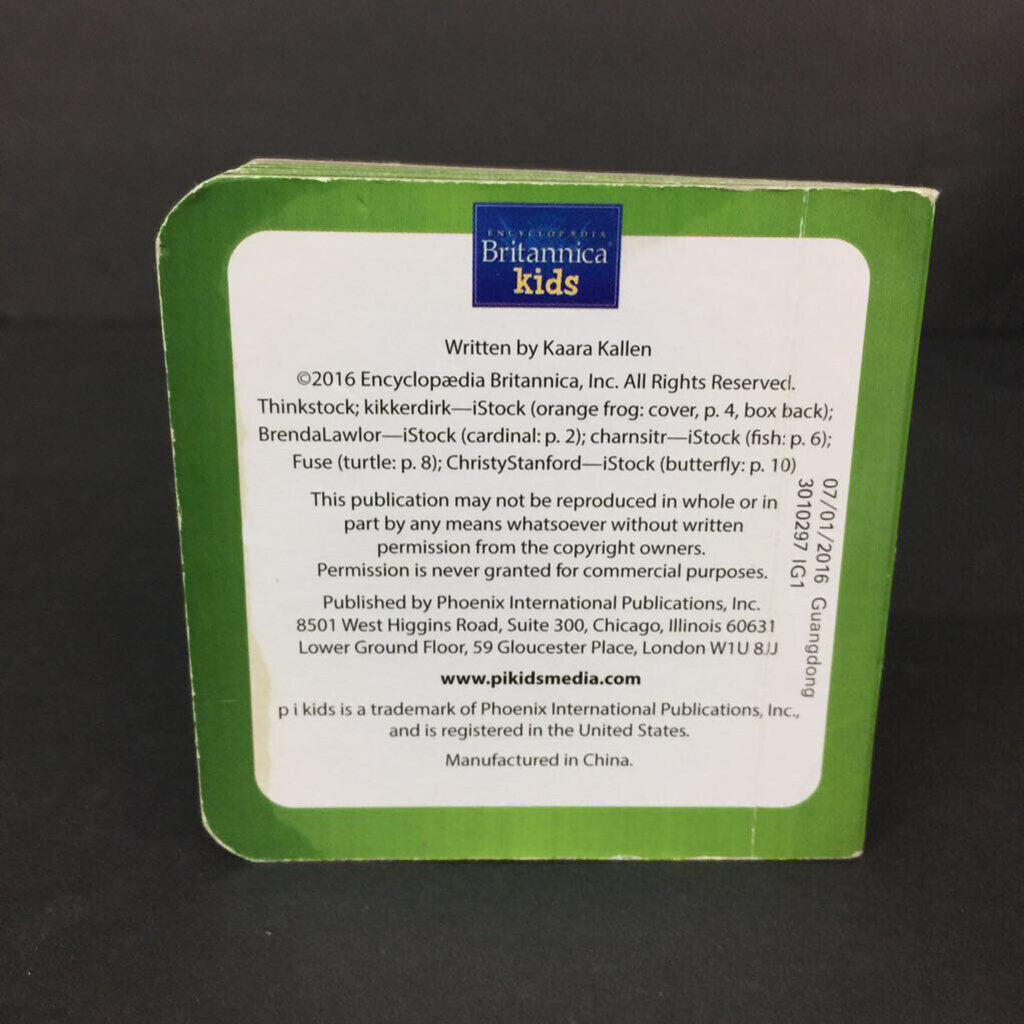 ENCYCLOPÆDIA
Britannica®
kids
Written by Kaara Kallen
©2016 Encyclopædia Britannica, Inc. All Rights Reserved.
Thinkstock; kikkerdirk—iStock (orange frog: cover, p. 4, box back);
BrendaLawlor—iStock (cardinal: p. 2); charnsitr—iStock (fish: p. 6);
Fuse (turtle: p. 8); ChristyStanford—iStock (butterfly: p. 10)
This publication may not be reproduced in whole or in
part by any means whatsoever without written
permission from the copyright owners.
Permission is never granted for commercial purposes.
Published by Phoenix International Publications, Inc.
8501 West Higgins Road, Suite 300, Chicago, Illinois 60631
Lower Ground Floor, 59 Gloucester Place, London W1U 8JJ
www.pikidsmedia.com
p i kids is a trademark of Phoenix International Publications, Inc.,
and is registered in the United States.
Manufactured in China.
07/01/2016 Guangdong
3010297 IG1